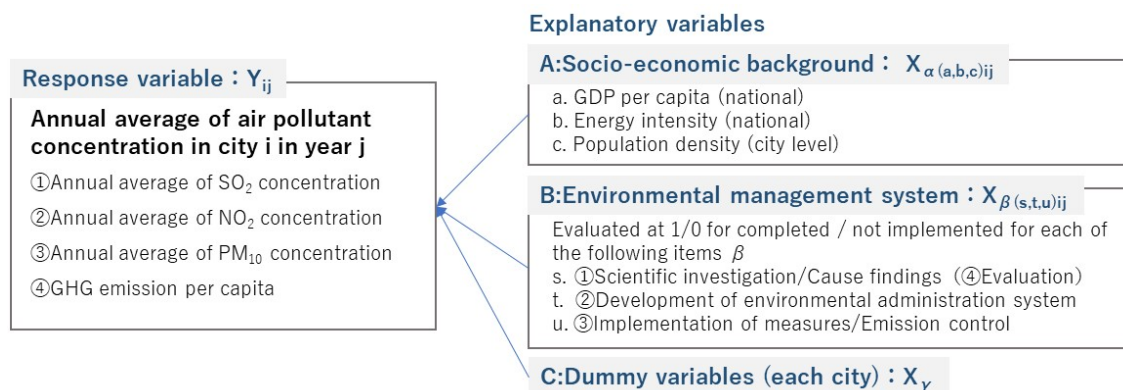 Explanatory variables
Response variable：Yij
Annual average of air pollutant
concentration in city i in year j
①Annual average of SO₂ concentration
②Annual average of NO₂ concentration
③Annual average of PM₁₀ concentration
④GHG emission per capita
A:Socio-economic background： Xα(a,b,c)ij
a. GDP per capita (national)
b. Energy intensity (national)
c. Population density (city level)
B:Environmental management system：Xβ(s,t,u)ij
Evaluated at 1/0 for completed / not implemented for each of
the following items β
s. ①Scientific investigation/Cause findings (④Evaluation)
t. ②Development of environmental administration system
u. ③Implementation of measures/Emission control
C:Dummy variables (each city)：Xγ